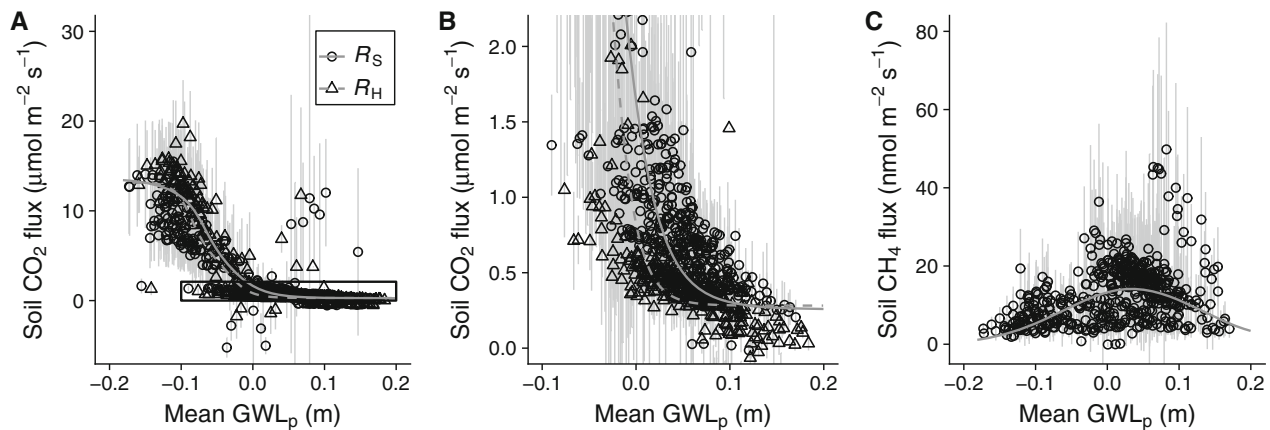 A
Soil CO₂ flux (μmol m⁻² s⁻¹)
30
20
10
0
−0.2 −0.1 0.0 0.1 0.2
Mean GWLₚ (m)
R_S
R_H
B
Soil CO₂ flux (μmol m⁻² s⁻¹)
2.0
1.5
1.0
0.5
0.0
−0.1 0.0 0.1 0.2
Mean GWLₚ (m)
C
Soil CH₄ flux (nmol m⁻² s⁻¹)
80
60
40
20
0
−0.2 −0.1 0.0 0.1 0.2
Mean GWLₚ (m)